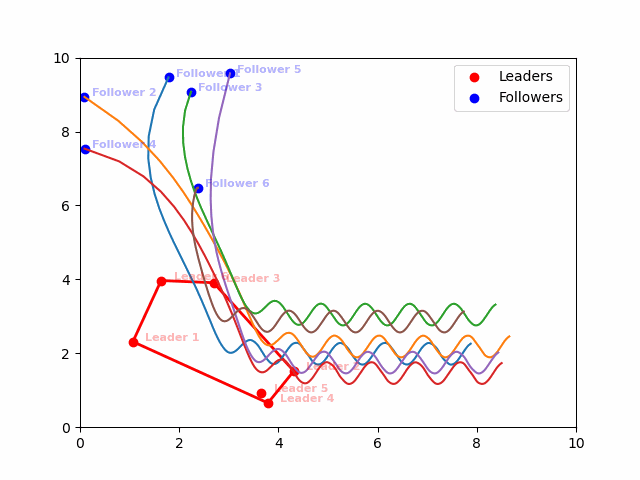 10
8
6
4
2
0
0
2
4
6
8
10
Leaders
Followers
Follower 5
Follower 3
Follower 2
Follower 4
Follower 6
Leader 3
Leader 1
Leader 5
Leader 4